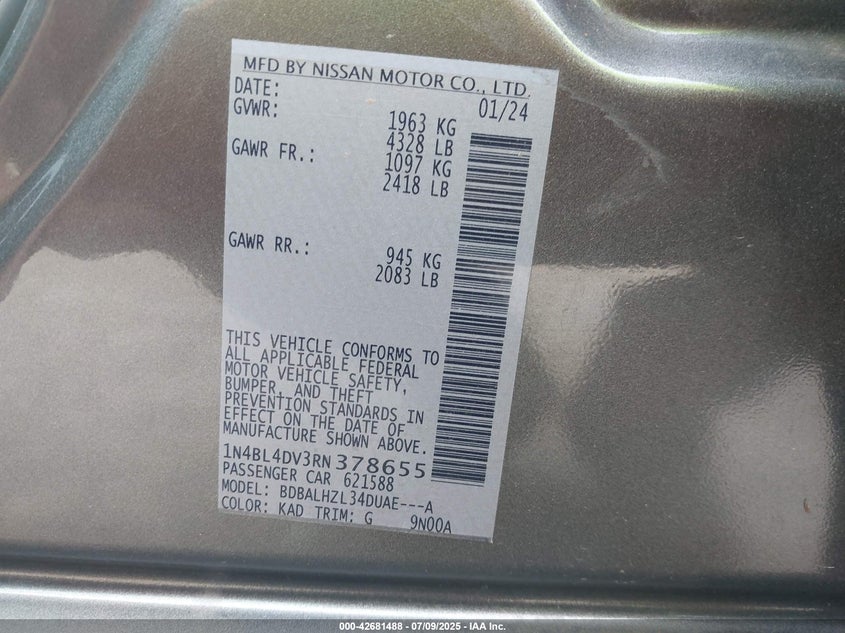 MFD BY NISSAN MOTOR CO., LTD.
DATE: 01/24
GVWR: 1963 KG
4328 LB
GAWR FR.: 1097 KG
2418 LB
GAWR RR.: 945 KG
2083 LB
THIS VEHICLE CONFORMS TO
ALL APPLICABLE FEDERAL
MOTOR VEHICLE SAFETY,
BUMPER, AND THEFT
PREVENTION STANDARDS IN
EFFECT ON THE DATE OF
MANUFACTURE SHOWN ABOVE.
1N4BL4DV3RN378655
PASSENGER CAR 621588
MODEL: BDBALHZL34DUAE---A
COLOR: KAD TRIM: G 9N00A
000-42681488 - 07/09/2025 - IAA Inc.